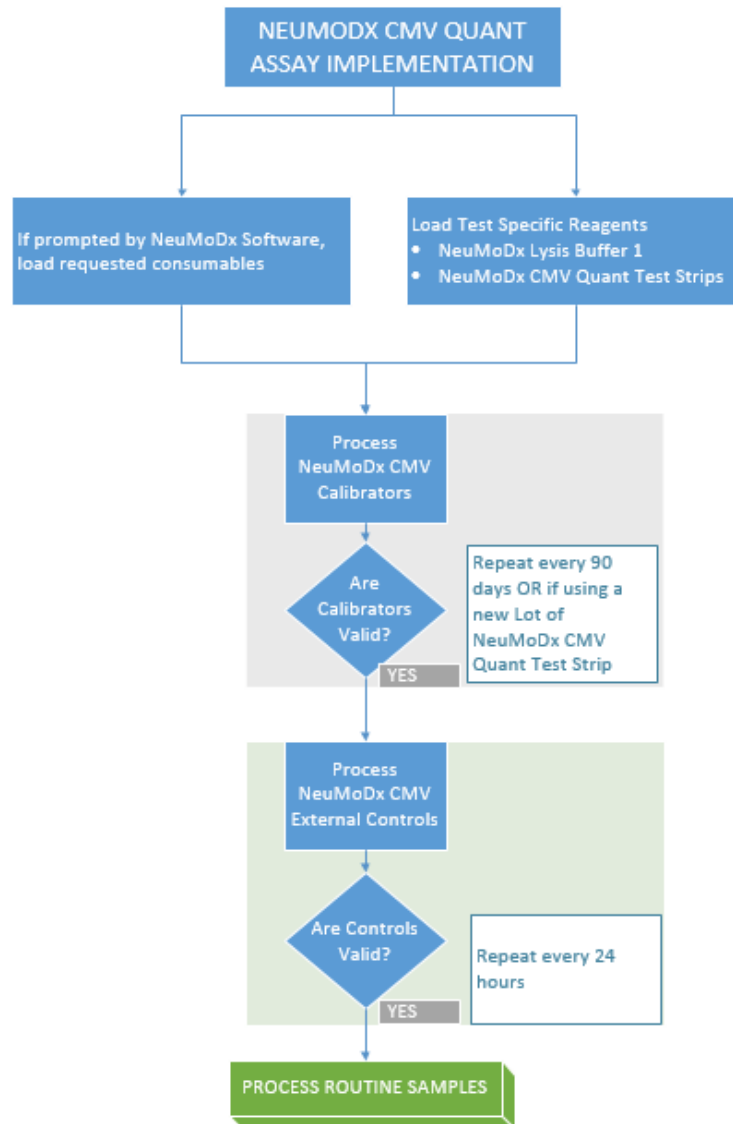 NEUMODX CMV QUANT
ASSAY IMPLEMENTATION
If prompted by NeuMoDx Software,
load requested consumables
Load Test Specific Reagents
• NeuMoDx Lysis Buffer 1
• NeuMoDx CMV Quant Test Strips
Process
NeuMoDx CMV
Calibrators
Are
Calibrators
Valid?
Repeat every 90
days OR if using a
new Lot of
NeuMoDx CMV
Quant Test Strip
YES
Process
NeuMoDx CMV
External Controls
Are Controls
Valid?
Repeat every 24
hours
YES
PROCESS ROUTINE SAMPLES